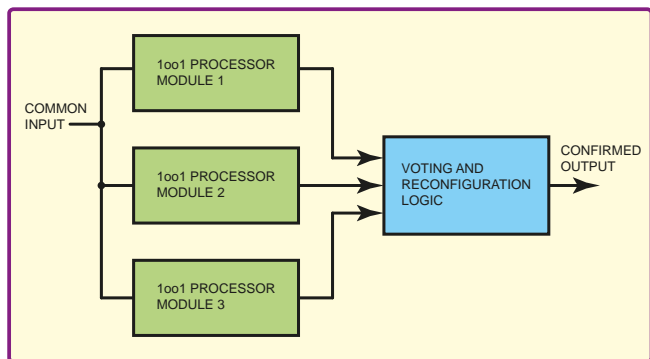 COMMON
INPUT
1oo1 PROCESSOR
MODULE 1
1oo1 PROCESSOR
MODULE 2
1oo1 PROCESSOR
MODULE 3
VOTING AND
RECONFIGURATION
LOGIC
CONFIRMED
OUTPUT